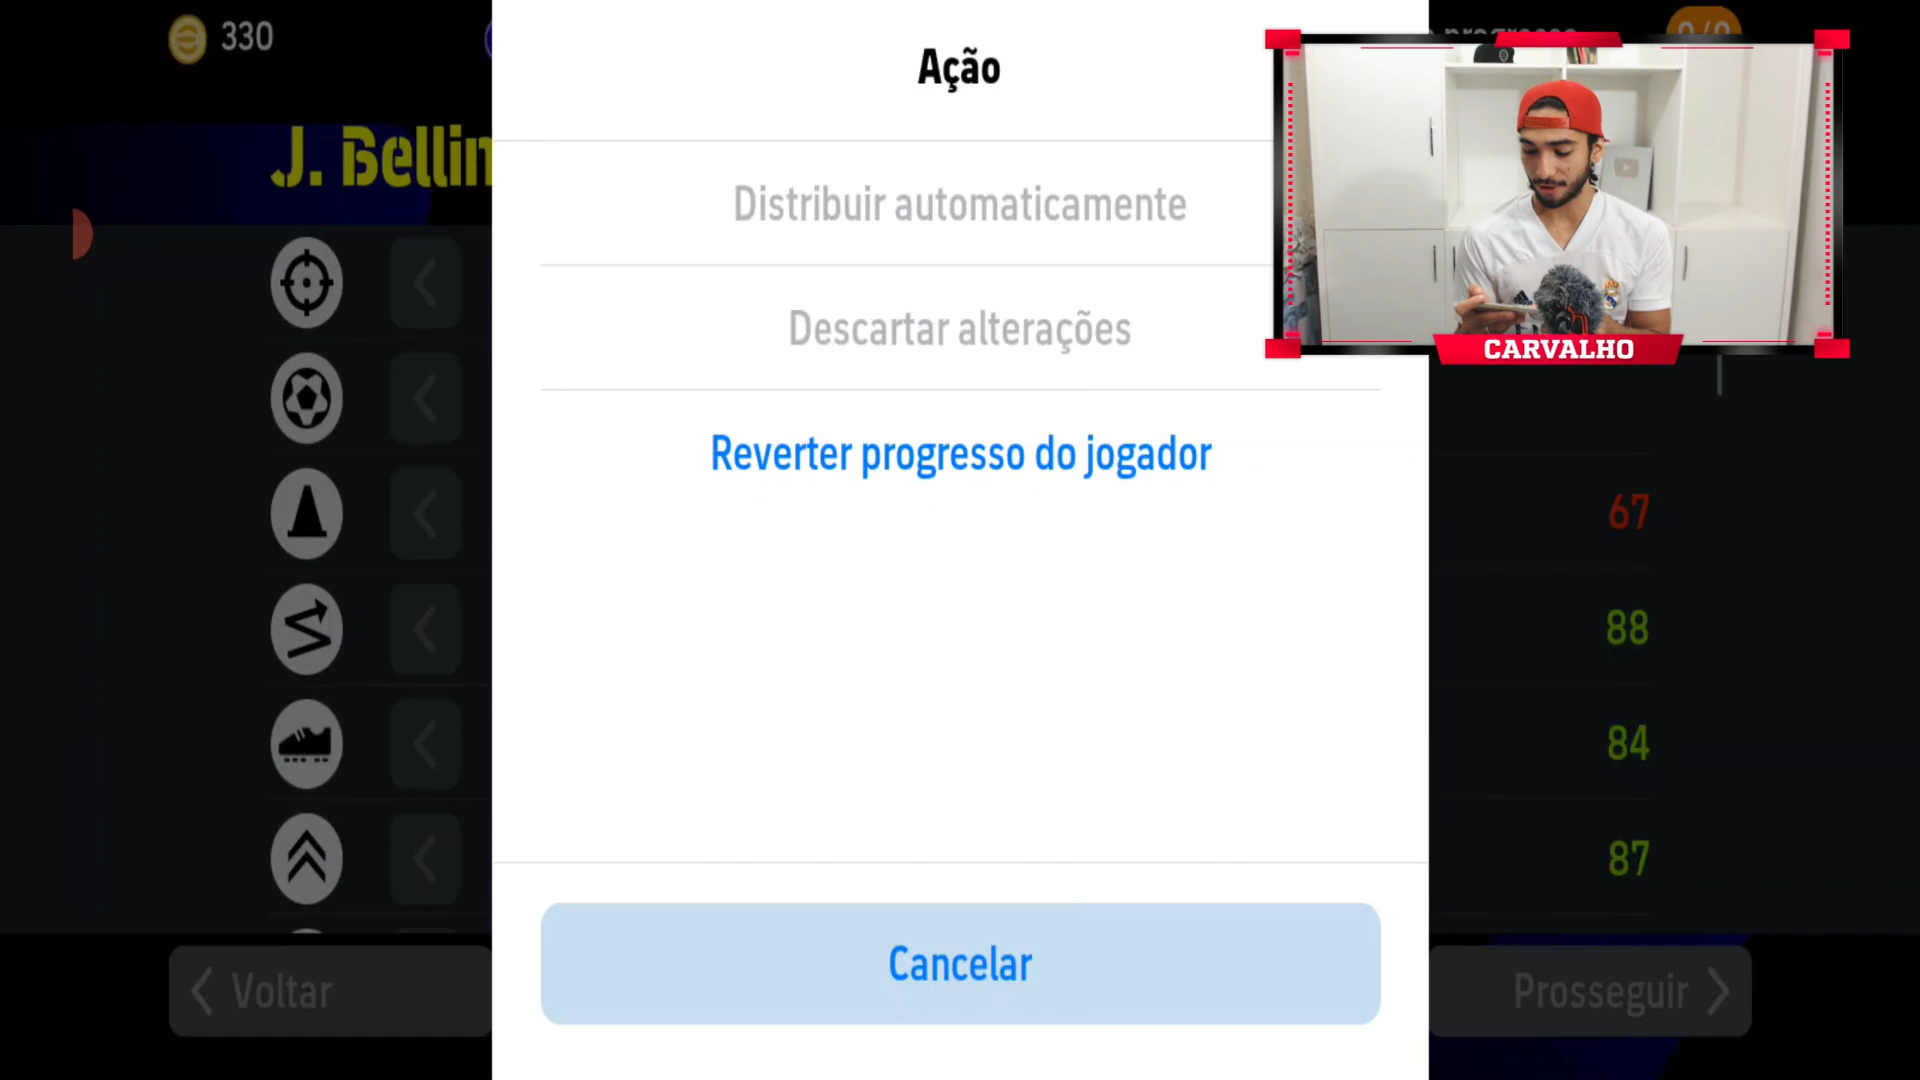 330
Ação
J. Bellin
Distribuir automaticamente
Descartar alterações
Reverter progresso do jogador
CARVALHO
67
88
84
87
Cancelar
Voltar
Prosseguir